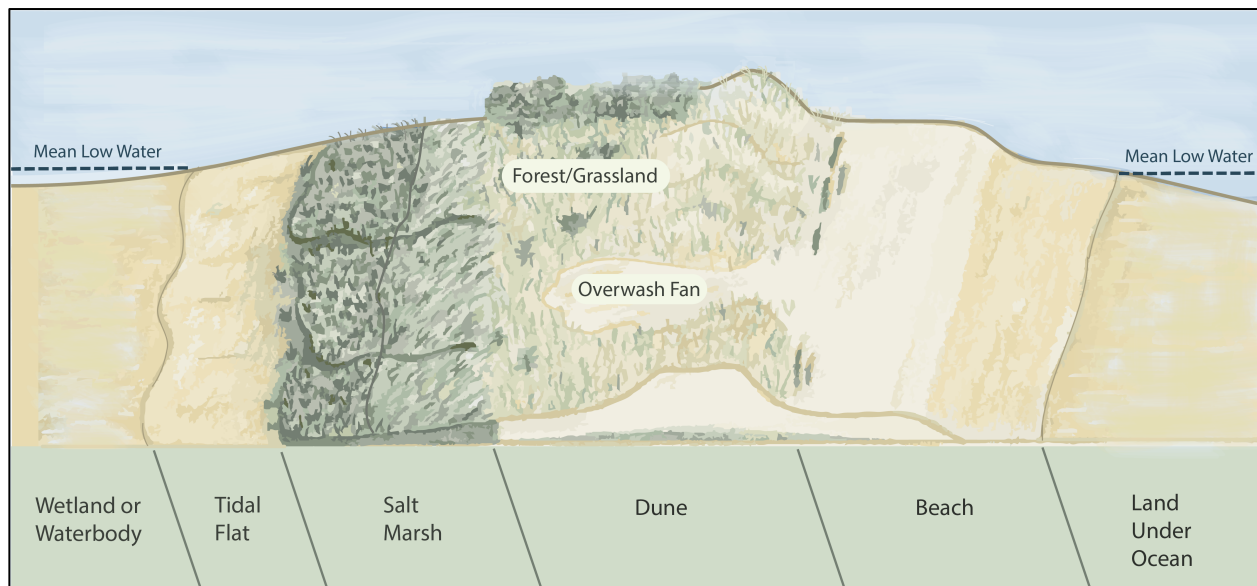 Mean Low Water
Mean Low Water
Forest/Grassland
Overwash Fan
Wetland or
Waterbody
Tidal
Flat
Salt
Marsh
Dune
Beach
Land
Under
Ocean